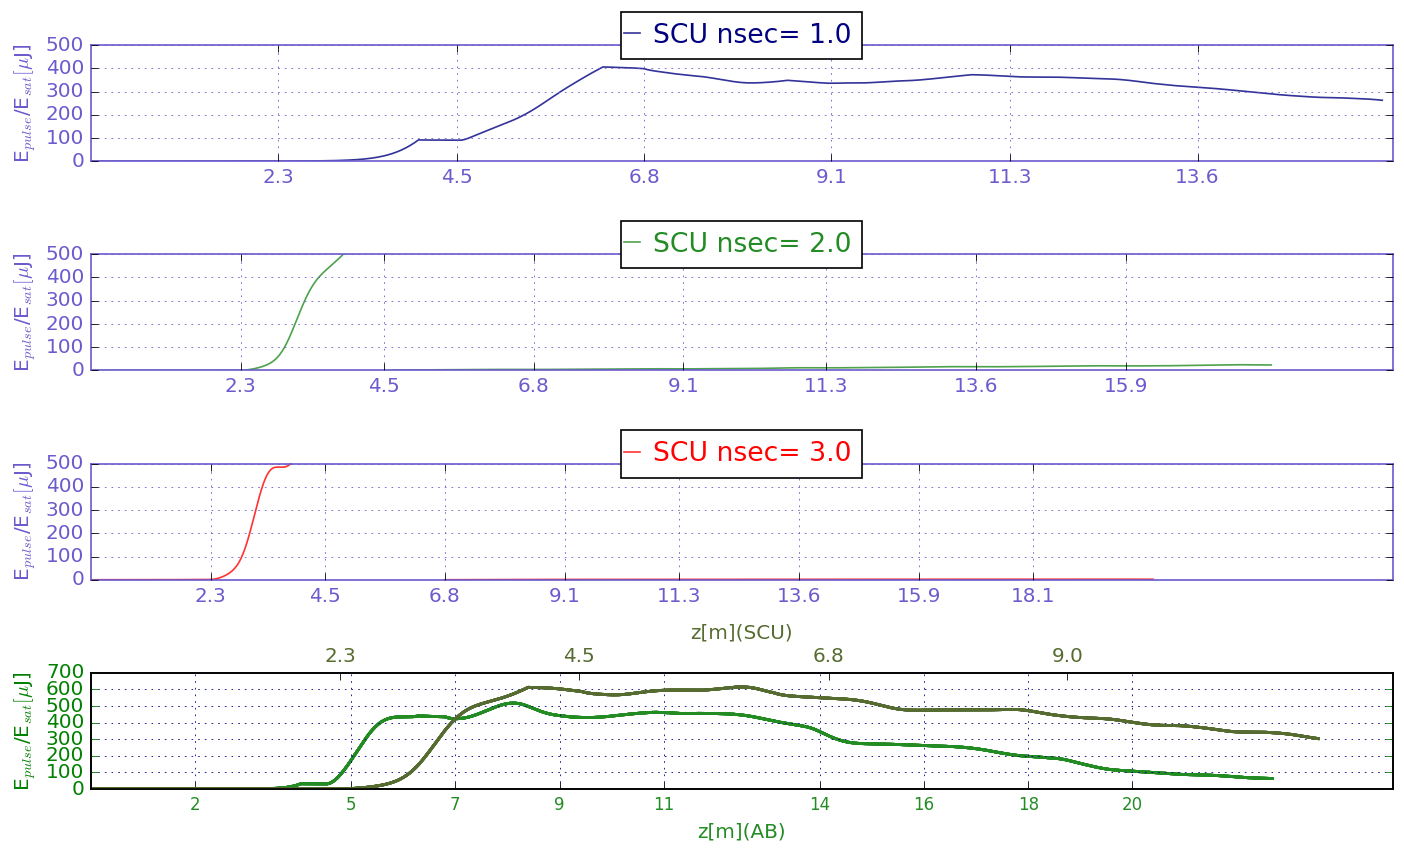 SCU nsec= 1.0
E_pulse/E_sat[μJ]
500
400
300
200
100
0
2.3 4.5 6.8 9.1 11.3 13.6
SCU nsec= 2.0
E_pulse/E_sat[μJ]
500
400
300
200
100
0
2.3 4.5 6.8 9.1 11.3 13.6 15.9
SCU nsec= 3.0
E_pulse/E_sat[μJ]
500
400
300
200
100
0
2.3 4.5 6.8 9.1 11.3 13.6 15.9 18.1
z[m](SCU)
2.3 4.5 6.8 9.0
E_pulse/E_sat[μJ]
700
600
500
400
300
200
100
0
2 5 7 9 11 14 16 18 20
z[m](AB)